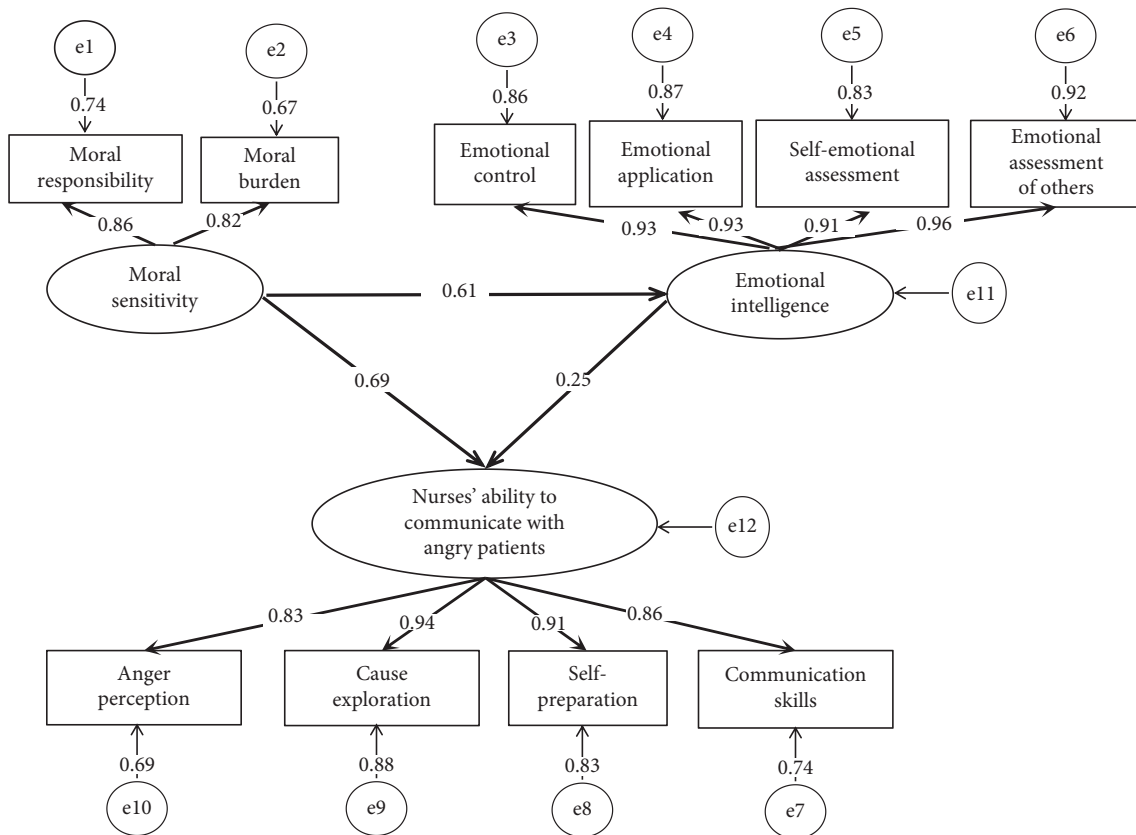 e1
e2
e3
e4
e5
e6
0.74
0.67
0.86
0.87
0.83
0.92
Moral
responsibility
Moral
burden
Emotional
control
Emotional
application
Self-emotional
assessment
Emotional
assessment
of others
0.86
0.82
0.93
0.93
0.91
0.96
Moral
sensitivity
0.61
Emotional
intelligence
e11
0.69
0.25
Nurses’ ability to
communicate with
angry patients
e12
0.83
0.94
0.91
0.86
Anger
perception
Cause
exploration
Self-
preparation
Communication
skills
0.69
0.88
0.83
0.74
e10
e9
e8
e7